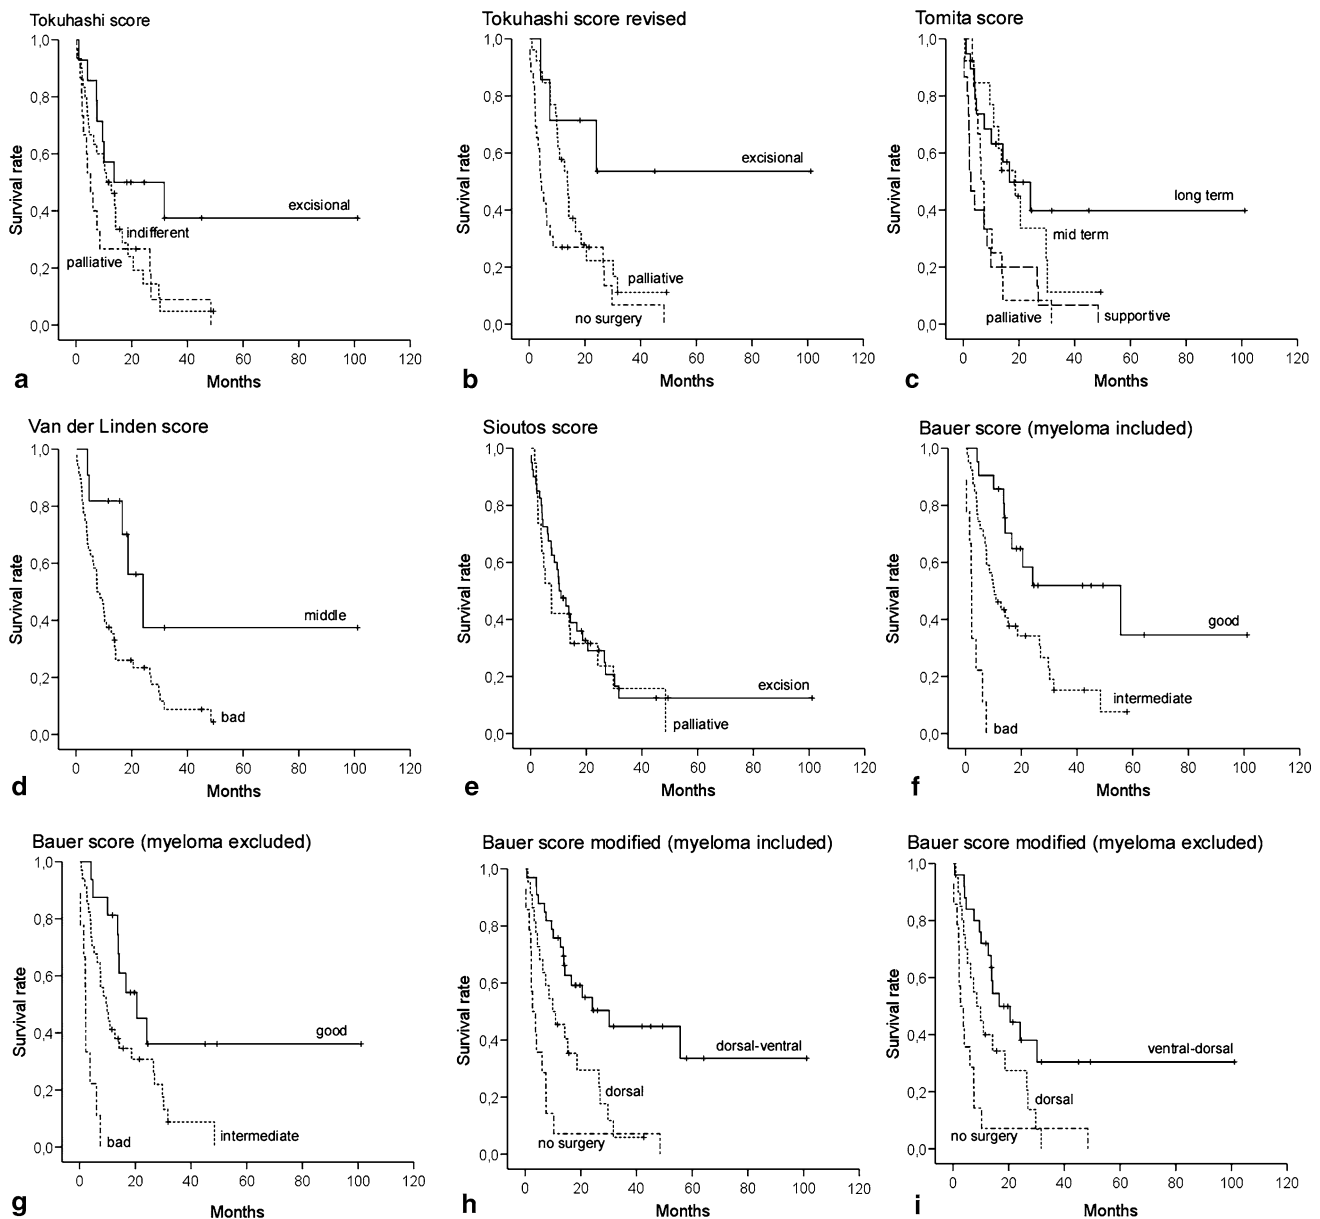 Tokuhashi score
1,0
0,8
0,6
0,4
0,2
0,0
Survival rate
excisional
indifferent
palliative
0 20 40 60 80 100 120
Months
a
Tokuhashi score revised
1,0
0,8
0,6
0,4
0,2
0,0
Survival rate
excisional
palliative
no surgery
0 20 40 60 80 100 120
Months
b
Tomita score
1,0
0,8
0,6
0,4
0,2
0,0
Survival rate
long term
mid term
palliative
supportive
0 20 40 60 80 100 120
Months
c
Van der Linden score
1,0
0,8
0,6
0,4
0,2
0,0
Survival rate
middle
bad
0 20 40 60 80 100 120
Months
d
Sioutos score
1,0
0,8
0,6
0,4
0,2
0,0
Survival rate
excision
palliative
0 20 40 60 80 100 120
Months
e
Bauer score (myeloma included)
1,0
0,8
0,6
0,4
0,2
0,0
Survival rate
good
intermediate
bad
0 20 40 60 80 100 120
Months
f
Bauer score (myeloma excluded)
1,0
0,8
0,6
0,4
0,2
0,0
Survival rate
good
intermediate
bad
0 20 40 60 80 100 120
Months
g
Bauer score modified (myeloma included)
1,0
0,8
0,6
0,4
0,2
0,0
Survival rate
dorsal-ventral
dorsal
no surgery
0 20 40 60 80 100 120
Months
h
Bauer score modified (myeloma excluded)
1,0
0,8
0,6
0,4
0,2
0,0
Survival rate
ventral-dorsal
dorsal
no surgery
0 20 40 60 80 100 120
Months
i